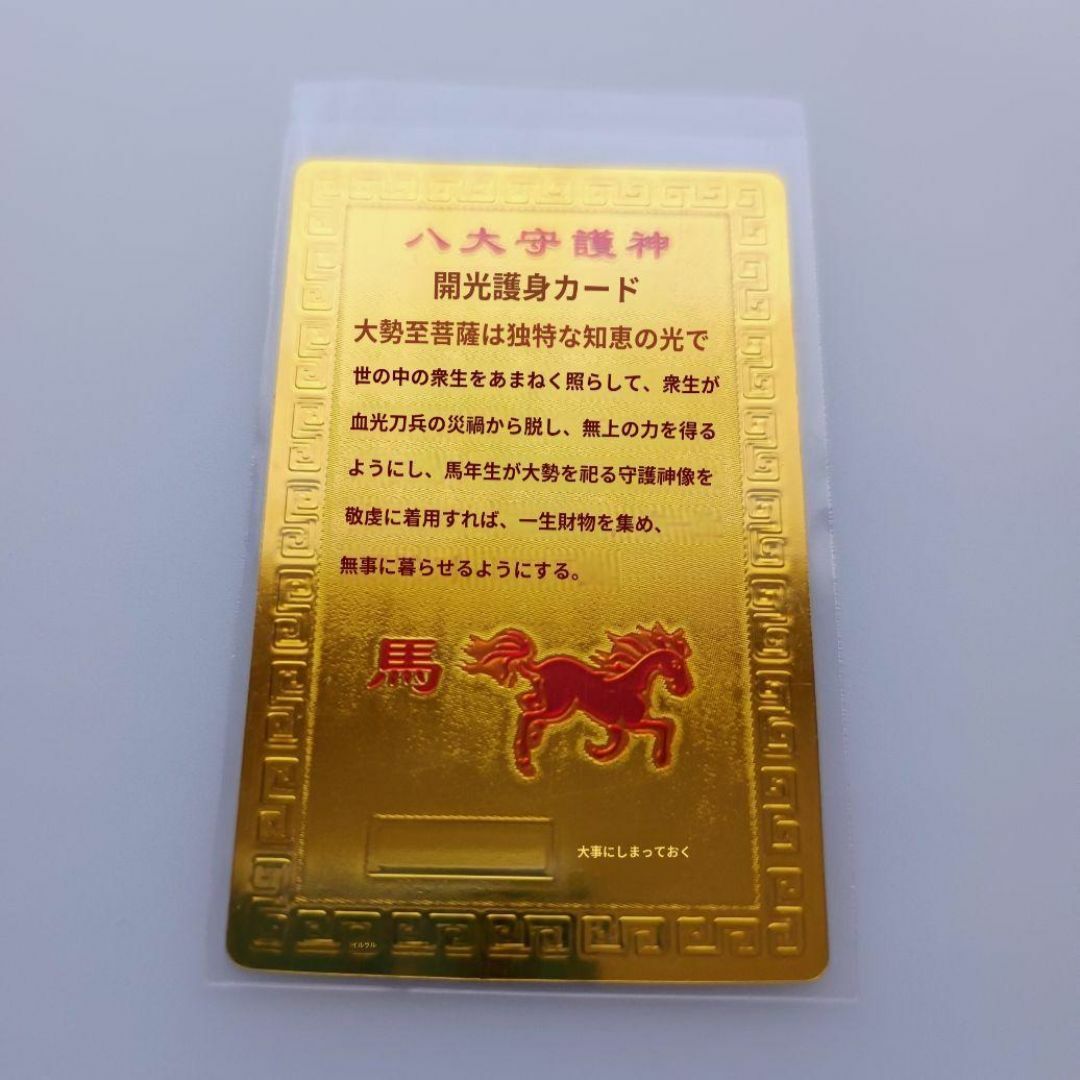 八大守護神
開光護身カード
大勢至菩薩は独特な知恵の光で
世の中の衆生をあまねく照らして、衆生が
血光刀兵の災禍から脱し、無上の力を得る
ようにし、馬年生が大勢を祀る守護神像を
敬虔に着用すれば、一生財物を集め、
無事に暮らせるようにする。
馬
大事にしまっておく
イルラル